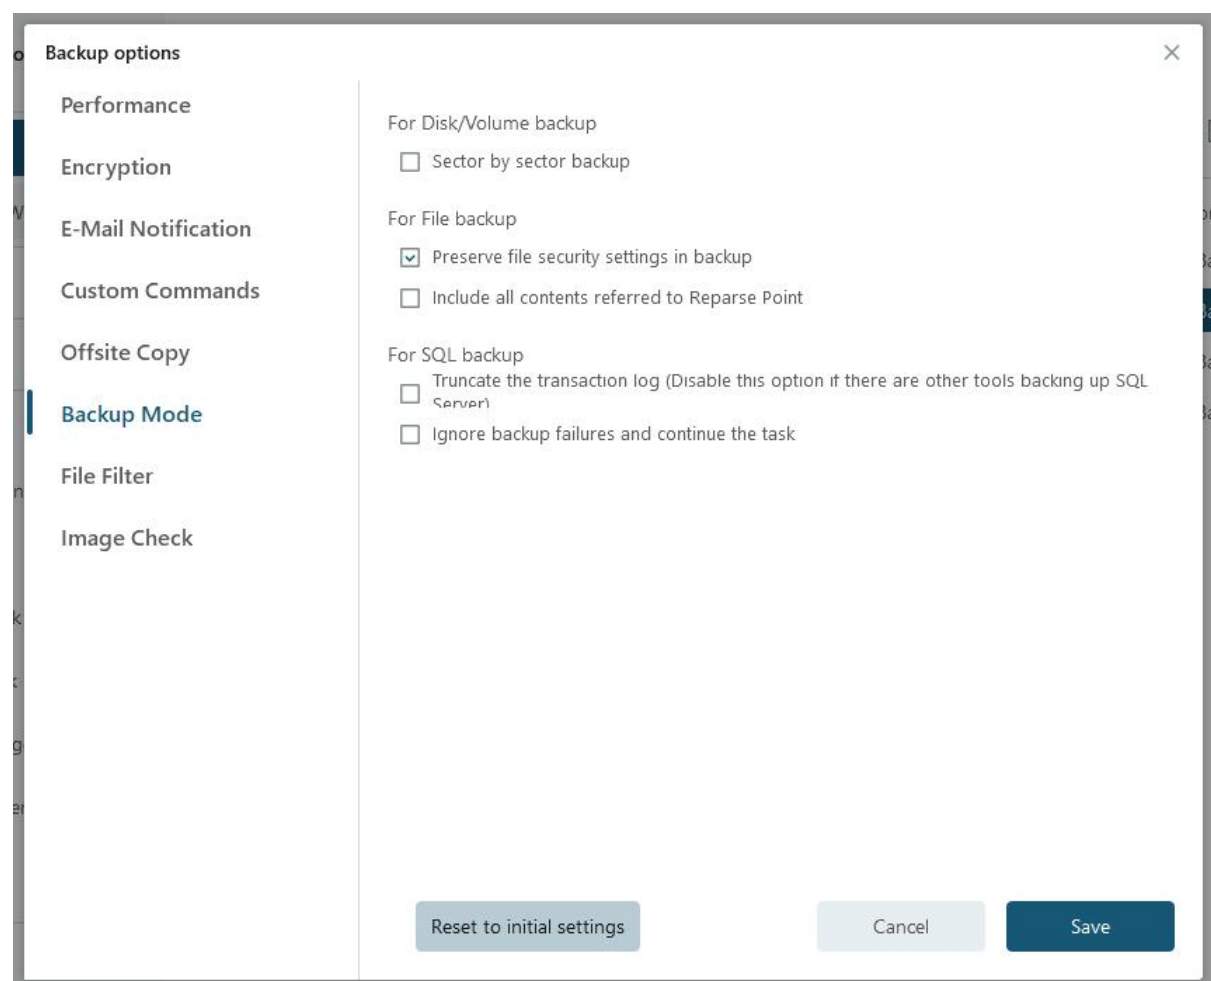 Backup options
Performance
Encryption
E-Mail Notification
Custom Commands
Offsite Copy
Backup Mode
File Filter
Image Check
For Disk/Volume backup
Sector by sector backup
For File backup
Preserve file security settings in backup
Include all contents referred to Reparse Point
For SQL backup
Truncate the transaction log (Disable this option if there are other tools backing up SQL
Server)
Ignore backup failures and continue the task
Reset to initial settings
Cancel
Save